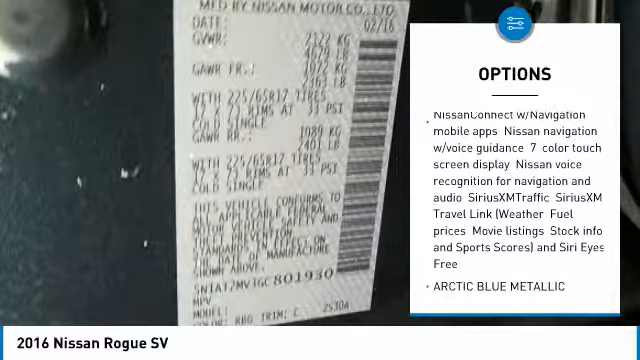 MFD BY NISSAN MOTOR CO., LTD
DATE: 02/16
GVWR: 2122 KG
4679 LB
GAWR FR.:
LB
WITH 225/65R17 TIRES
17 X 7J RIMS AT 33 PSI
COLD SINGLE
GAWR RR.: 1089 KG
2401 LB
WITH 225/65R17 TIRES
17 X 7J RIMS AT 33 PSI
COLD SINGLE
THIS VEHICLE CONFORMS TO
ALL APPLICABLE FEDERAL
MOTOR VEHICLE SAFETY AND
THEFT PREVENTION
STANDARDS IN EFFECT ON
THE DATE OF MANUFACTURE
SHOWN ABOVE.
5N1AT2MV3GC801930
MPV
MODEL:
COLOR: RBG TRIM: C
OPTIONS
NissanConnect w/Navigation
mobile apps Nissan navigation
w/voice guidance 7 color touch
screen display Nissan voice
recognition for navigation and
audio SiriusXMTraffic SiriusXM
Travel Link (Weather Fuel
prices Movie listings Stock info
and Sports Scores) and Siri Eyes
Free
ARCTIC BLUE METALLIC
2016 Nissan Rogue SV